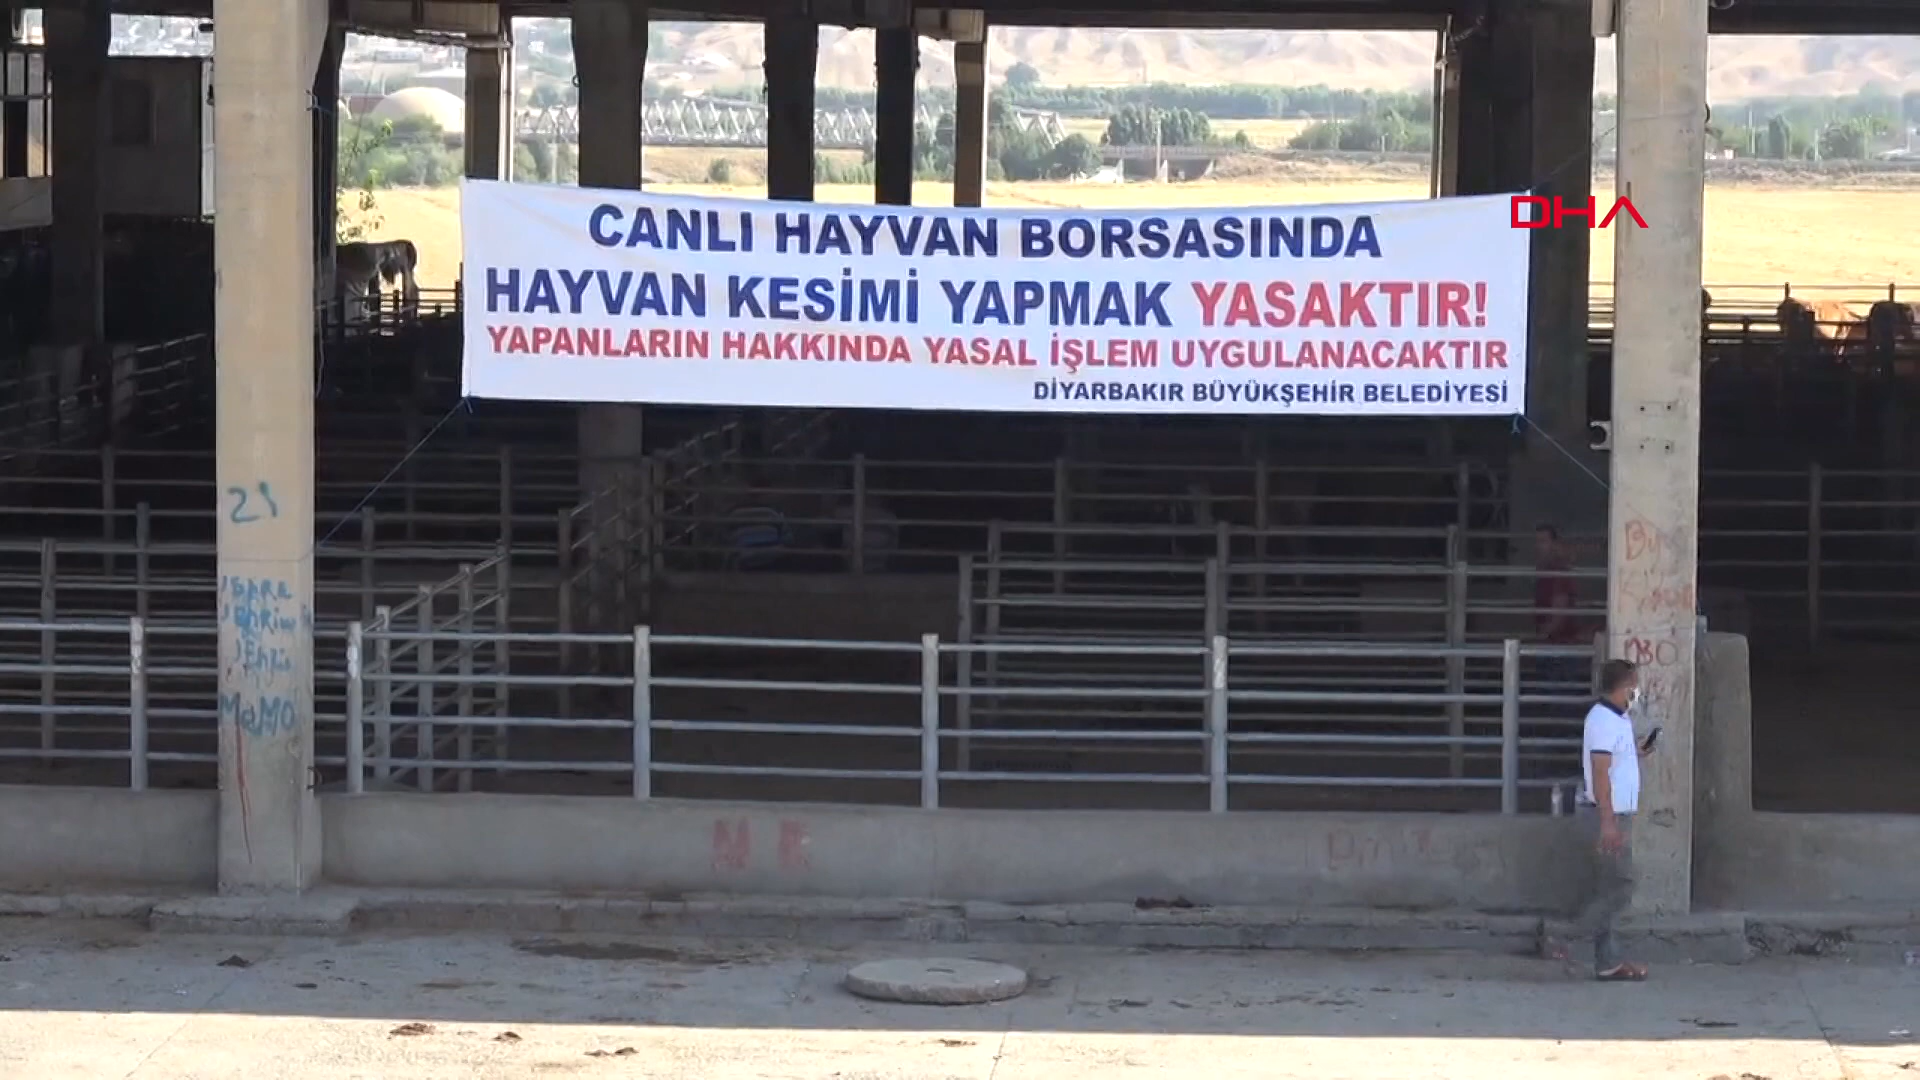 DHA
CANLI HAYVAN BORSASINDA
HAYVAN KESİMİ YAPMAK YASAKTIR!
YAPANLARIN HAKKINDA YASAL İŞLEM UYGULANACAKTIR
DİYARBAKIR BÜYÜKŞEHİR BELEDİYESİ
21
MeMO